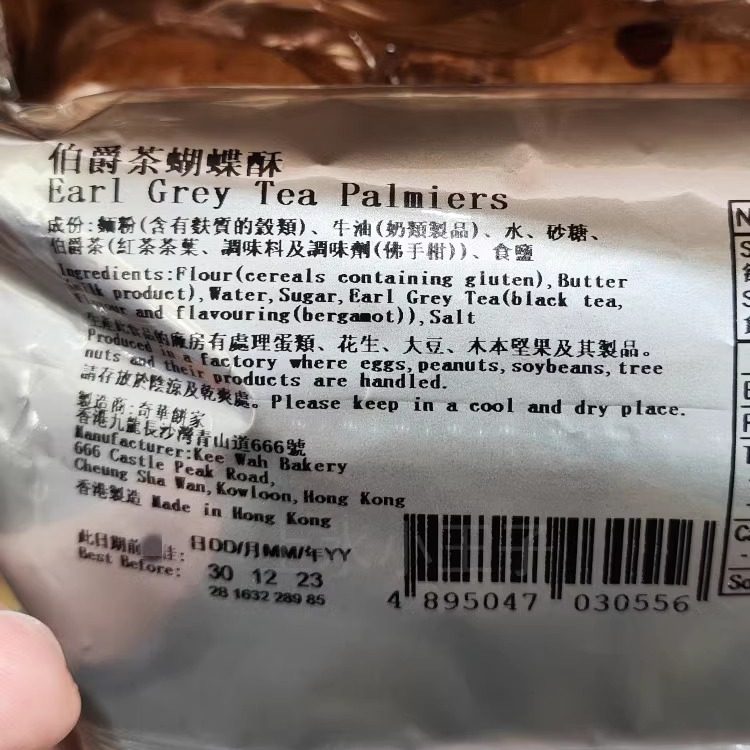 伯爵茶蝴蝶酥
Earl Grey Tea Palmiers
成份:麵粉(含有麩質的穀類)、牛油(奶類製品)、水、砂糖、
伯爵茶(紅茶茶葉、調味料及調味劑(佛手柑))、食鹽
Ingredients:Flour(cereals containing gluten),Butter
product),Water,Sugar,Earl Grey Tea(black tea,
and flavouring(bergamot)),Salt
生產此食品的廠房有處理蛋類、花生、大豆、木本堅果及其製品。
Produced in a factory where eggs,peanuts,soybeans,tree
nuts and their products are handled.
請存放於陰涼及乾爽處。Please keep in a cool and dry place.
製造商:奇華餅家
香港九龍長沙灣青山道666號
Manufacturer:Kee Wah Bakery
666 Castle Peak Road,
Cheung Sha Wan,Kowloon,Hong Kong
香港製造 Made in Hong Kong
此日期前 日DD/月MM/年YY
Best Before: 30 12 23
28 1632 289 85
4 895047 030556